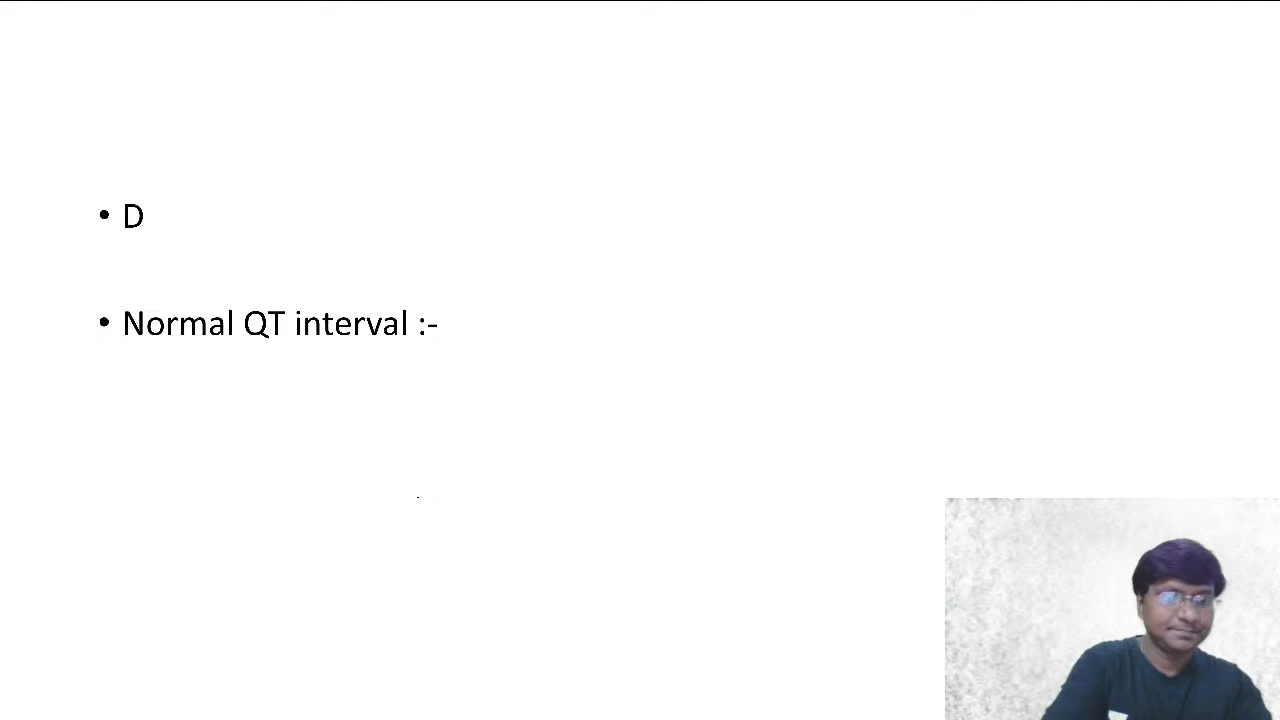 • D
• Normal QT interval :-